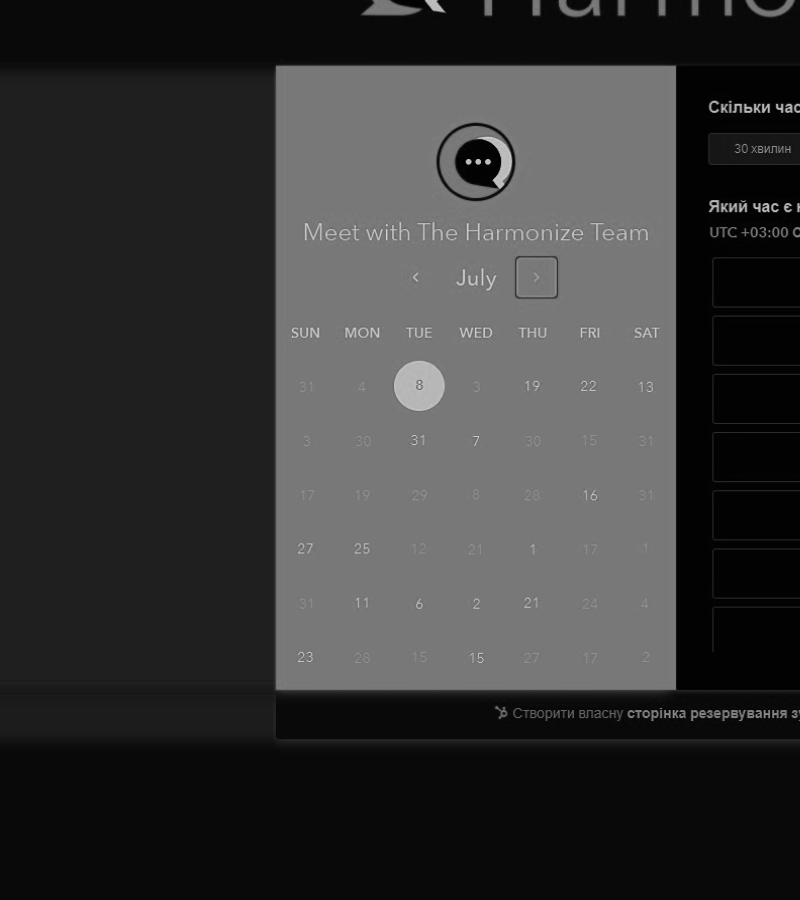 Harmo
Meet with The Harmonize Team
July
SUN MON TUE WED THU FRI SAT
31 4 8 3 19 22 13
3 30 31 7 30 15 31
17 19 29 8 28 16 31
27 25 12 21 1 17 1
31 11 6 2 21 24 4
23 28 15 15 27 17 2
Скільки час
30 хвилин
Який час є
UTC +03:00
Створити власну сторінка резервування